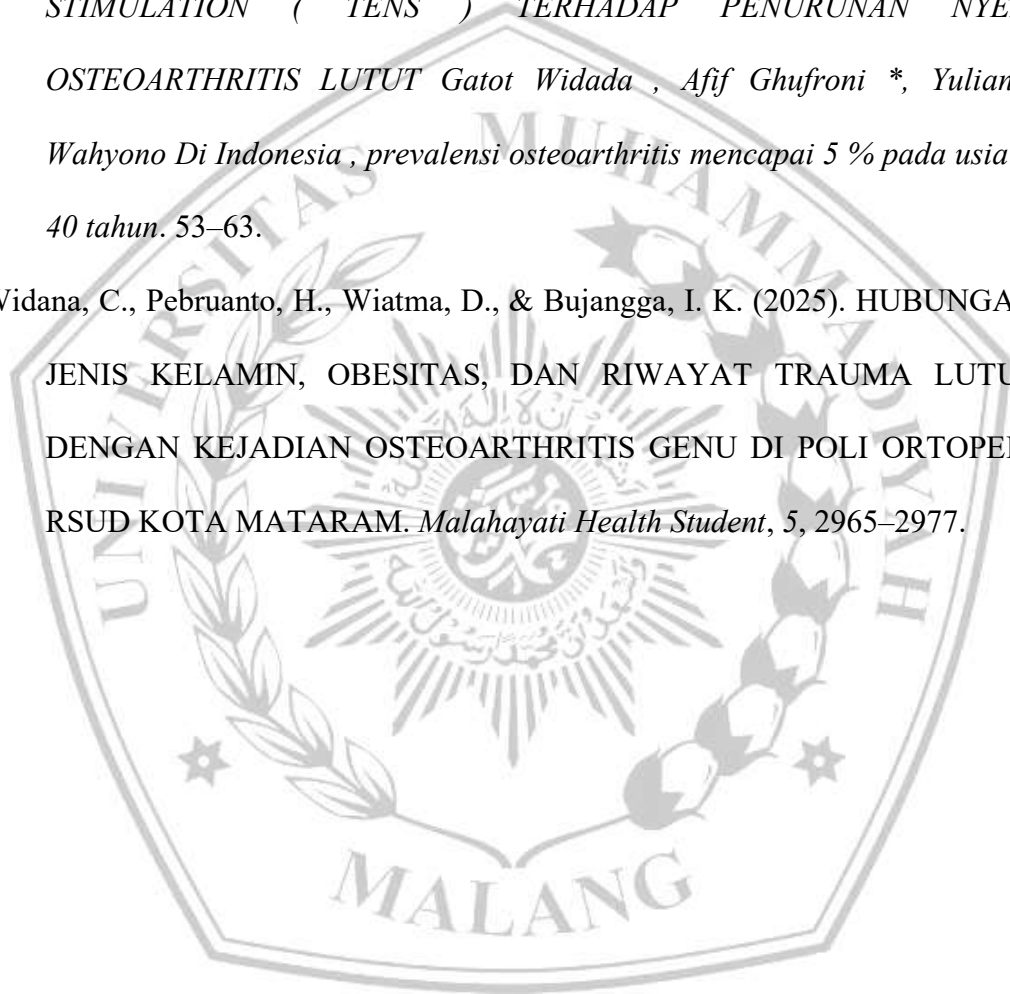 STIMULATION ( TENS ) TERHADAP PENURUNAN NYE
OSTEOARTHRITIS LUTUT Gatot Widada , Afif Ghufroni *, Yulian
Wahyono Di Indonesia , prevalensi osteoarthritis mencapai 5 % pada usia
40 tahun. 53–63.
Widana, C., Pebruanto, H., Wiatma, D., & Bujangga, I. K. (2025). HUBUNGA
JENIS KELAMIN, OBESITAS, DAN RIWAYAT TRAUMA LUTU
DENGAN KEJADIAN OSTEOARTHRITIS GENU DI POLI ORTOPE
RSUD KOTA MATARAM. Malahayati Health Student, 5, 2965–2977.
UNIVERSITAS MUHAMMADIYAH
MALANG